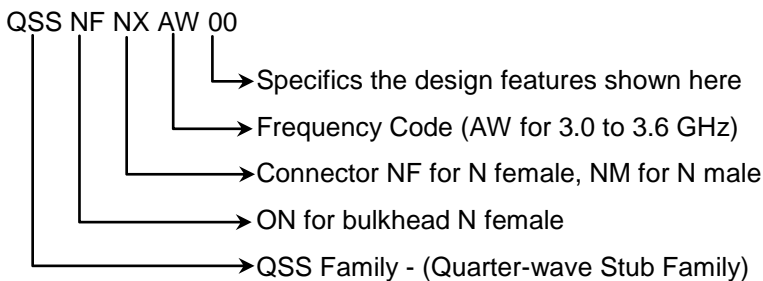 QSS NF NX AW 00
Specifics the design features shown here
Frequency Code (AW for 3.0 to 3.6 GHz)
Connector NF for N female, NM for N male
ON for bulkhead N female
QSS Family - (Quarter-wave Stub Family)